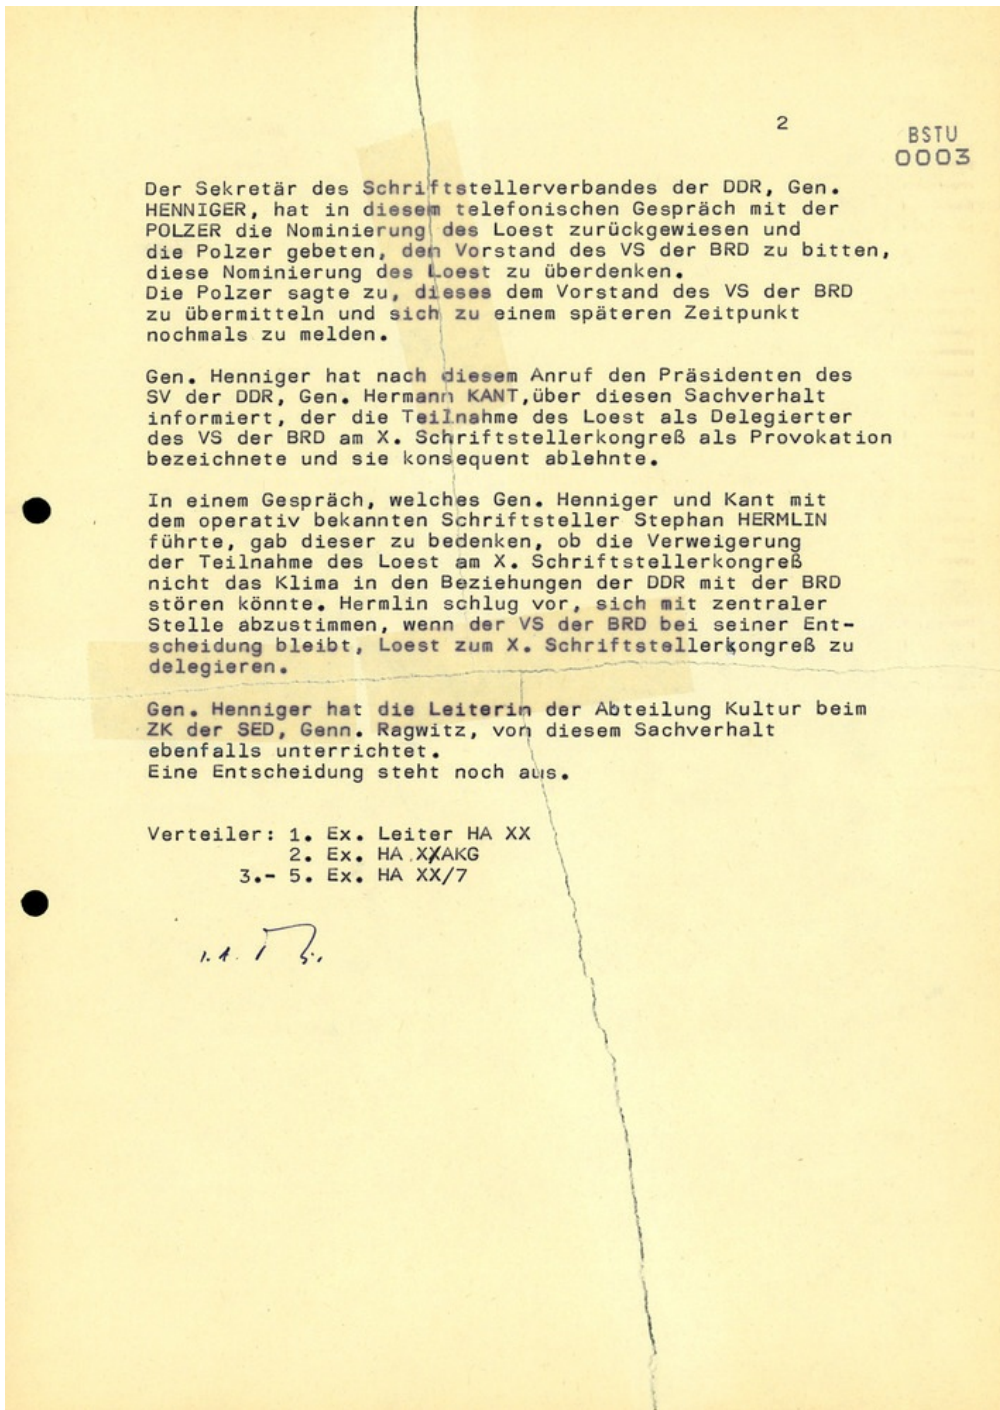 2
BSTU
0003
Der Sekretär des Schriftstellerverbandes der DDR, Gen.
HENNIGER, hat in diesem telefonischen Gespräch mit der
POLZER die Nominierung des Loest zurückgewiesen und
die Polzer gebeten, den Vorstand des VS der BRD zu bitten,
diese Nominierung des Loest zu überdenken.
Die Polzer sagte zu, dieses dem Vorstand des VS der BRD
zu übermitteln und sich zu einem späteren Zeitpunkt
nochmals zu melden.
Gen. Henniger hat nach diesem Anruf den Präsidenten des
SV der DDR, Gen. Hermann KANT,über diesen Sachverhalt
informiert, der die Teilnahme des Loest als Delegierter
des VS der BRD am X. Schriftstellerkongreß als Provokation
bezeichnete und sie konsequent ablehnte.
In einem Gespräch, welches Gen. Henniger und Kant mit
dem operativ bekannten Schriftsteller Stephan HERMLIN
führte, gab dieser zu bedenken, ob die Verweigerung
der Teilnahme des Loest am X. Schriftstellerkongreß
nicht das Klima in den Beziehungen der DDR mit der BRD
stören könnte. Hermlin schlug vor, sich mit zentraler
Stelle abzustimmen, wenn der VS der BRD bei seiner Ent-
scheidung bleibt, Loest zum X. Schriftstellerkongreß zu
delegieren.
Gen. Henniger hat die Leiterin der Abteilung Kultur beim
ZK der SED, Genn. Ragwitz, von diesem Sachverhalt
ebenfalls unterrichtet.
Eine Entscheidung steht noch aus.
Verteiler: 1. Ex. Leiter HA XX
2. Ex. HA XX/AKG
3.- 5. Ex. HA XX/7